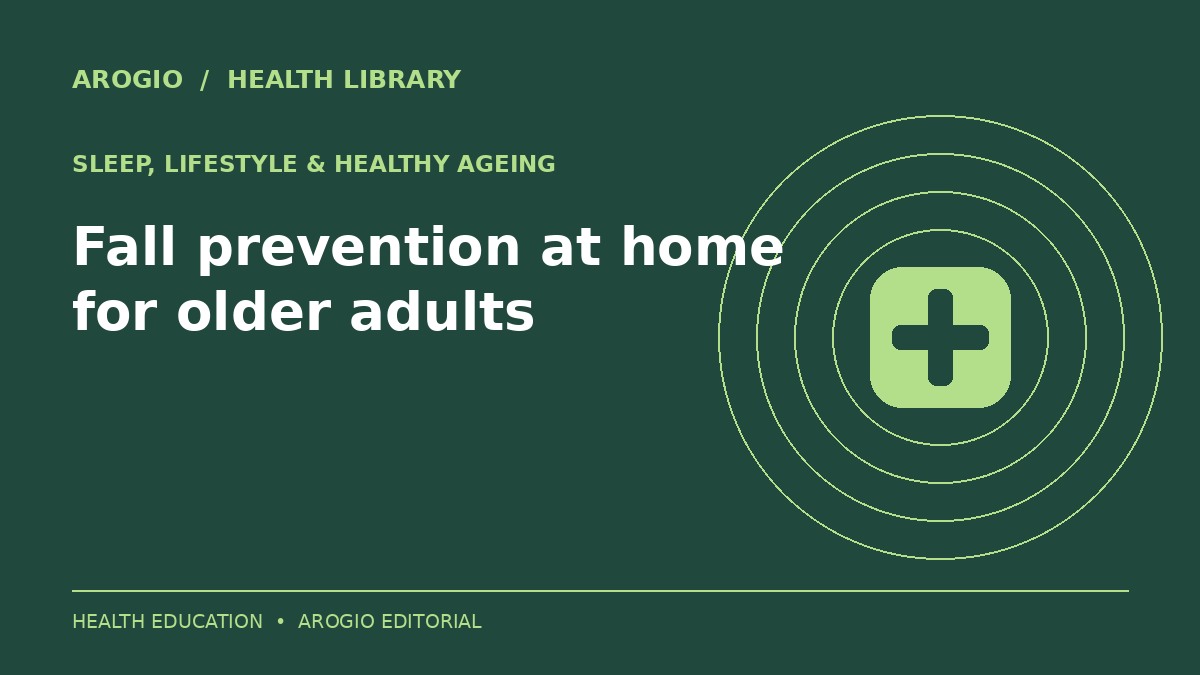 AROGIO / HEALTH LIBRARY
SLEEP, LIFESTYLE & HEALTHY AGEING
Fall prevention at home
for older adults
HEALTH EDUCATION • AROGIO EDITORIAL